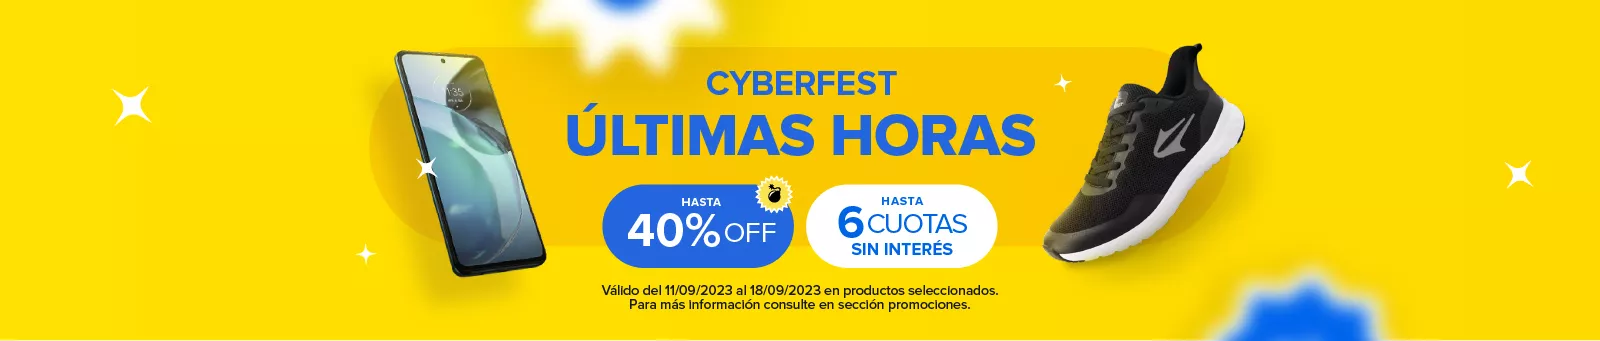 CYBERFEST
ÚLTIMAS HORAS
HASTA
40% OFF
HASTA
6 CUOTAS
SIN INTERÉS
Válido del 11/09/2023 al 18/09/2023 en productos seleccionados.
Para más información consulte en sección promociones.